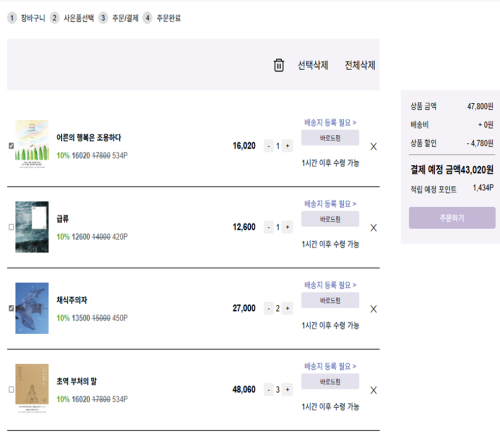 1 장바구니 2 사은품선택 3 주문/결제 4 주문완료
선택삭제 전체삭제
어른의 행복은 조용하다
10% 16020 17800 534P
16,020
- 1 +
배송지 등록 필요 >
바로드림
1시간 이후 수령 가능
X
급류
10% 12600 14000 420P
12,600
- 1 +
배송지 등록 필요 >
바로드림
1시간 이후 수령 가능
X
채식주의자
10% 13500 15000 450P
27,000
- 2 +
배송지 등록 필요 >
바로드림
1시간 이후 수령 가능
X
초역 부처의 말
10% 16020 17800 534P
48,060
- 3 +
배송지 등록 필요 >
바로드림
1시간 이후 수령 가능
X
상품 금액 47,800원
배송비 + 0원
상품 할인 - 4,780원
결제 예정 금액43,020원
적립 예정 포인트 1,434P
주문하기